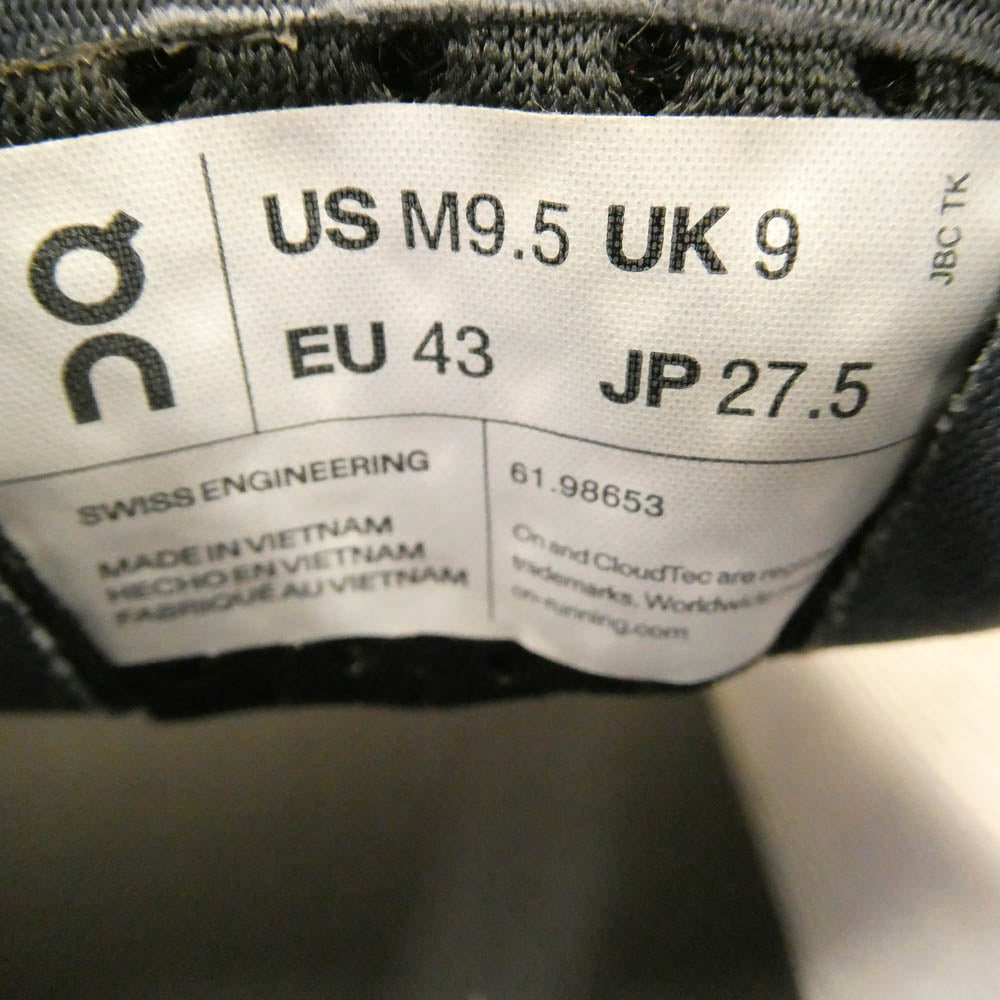 On
US M9.5 UK 9
EU 43 JP 27.5
JBC TK
SWISS ENGINEERING
MADE IN VIETNAM
HECHO EN VIETNAM
FABRIQUÉ AU VIETNAM
61.98653
On and CloudTec are
trademarks. Worldwide
on-running.com